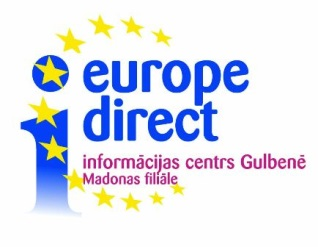 europe
direct
informācijas centrs Gulbenē
Madonas filiāle